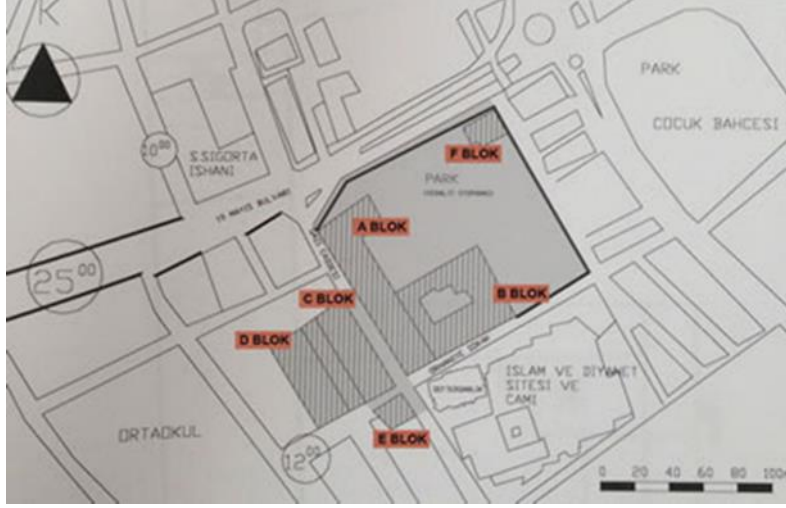 PARK
COCUK BAHCESI
10⁰⁰
S.SIGORTA
ISHANI
F BLOK
PARK
19 MAYIS BULVARI
A BLOK
25⁰⁰
B BLOK
C BLOK
D BLOK
ISLAM VE DIYANET
SITESI VE
CAMI
ORTAOKUL
E BLOK
12⁰⁰
0 20 40 60 80 100m